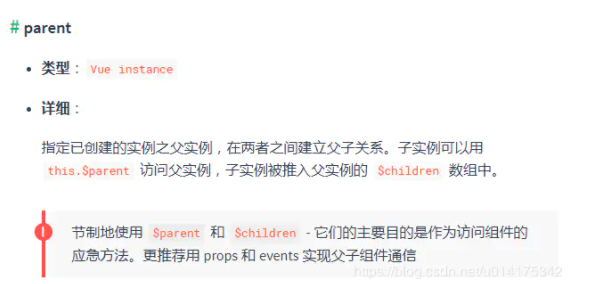 # parent
• 类型：Vue instance
• 详细：
指定已创建的实例之父实例，在两者之间建立父子关系。子实例可以用
this.$parent 访问父实例，子实例被推入父实例的 $children 数组中。
! 节制地使用 $parent 和 $children - 它们的主要目的是作为访问组件的
应急方法。更推荐用 props 和 events 实现父子组件通信
https://blog.csdn.net/u014175342